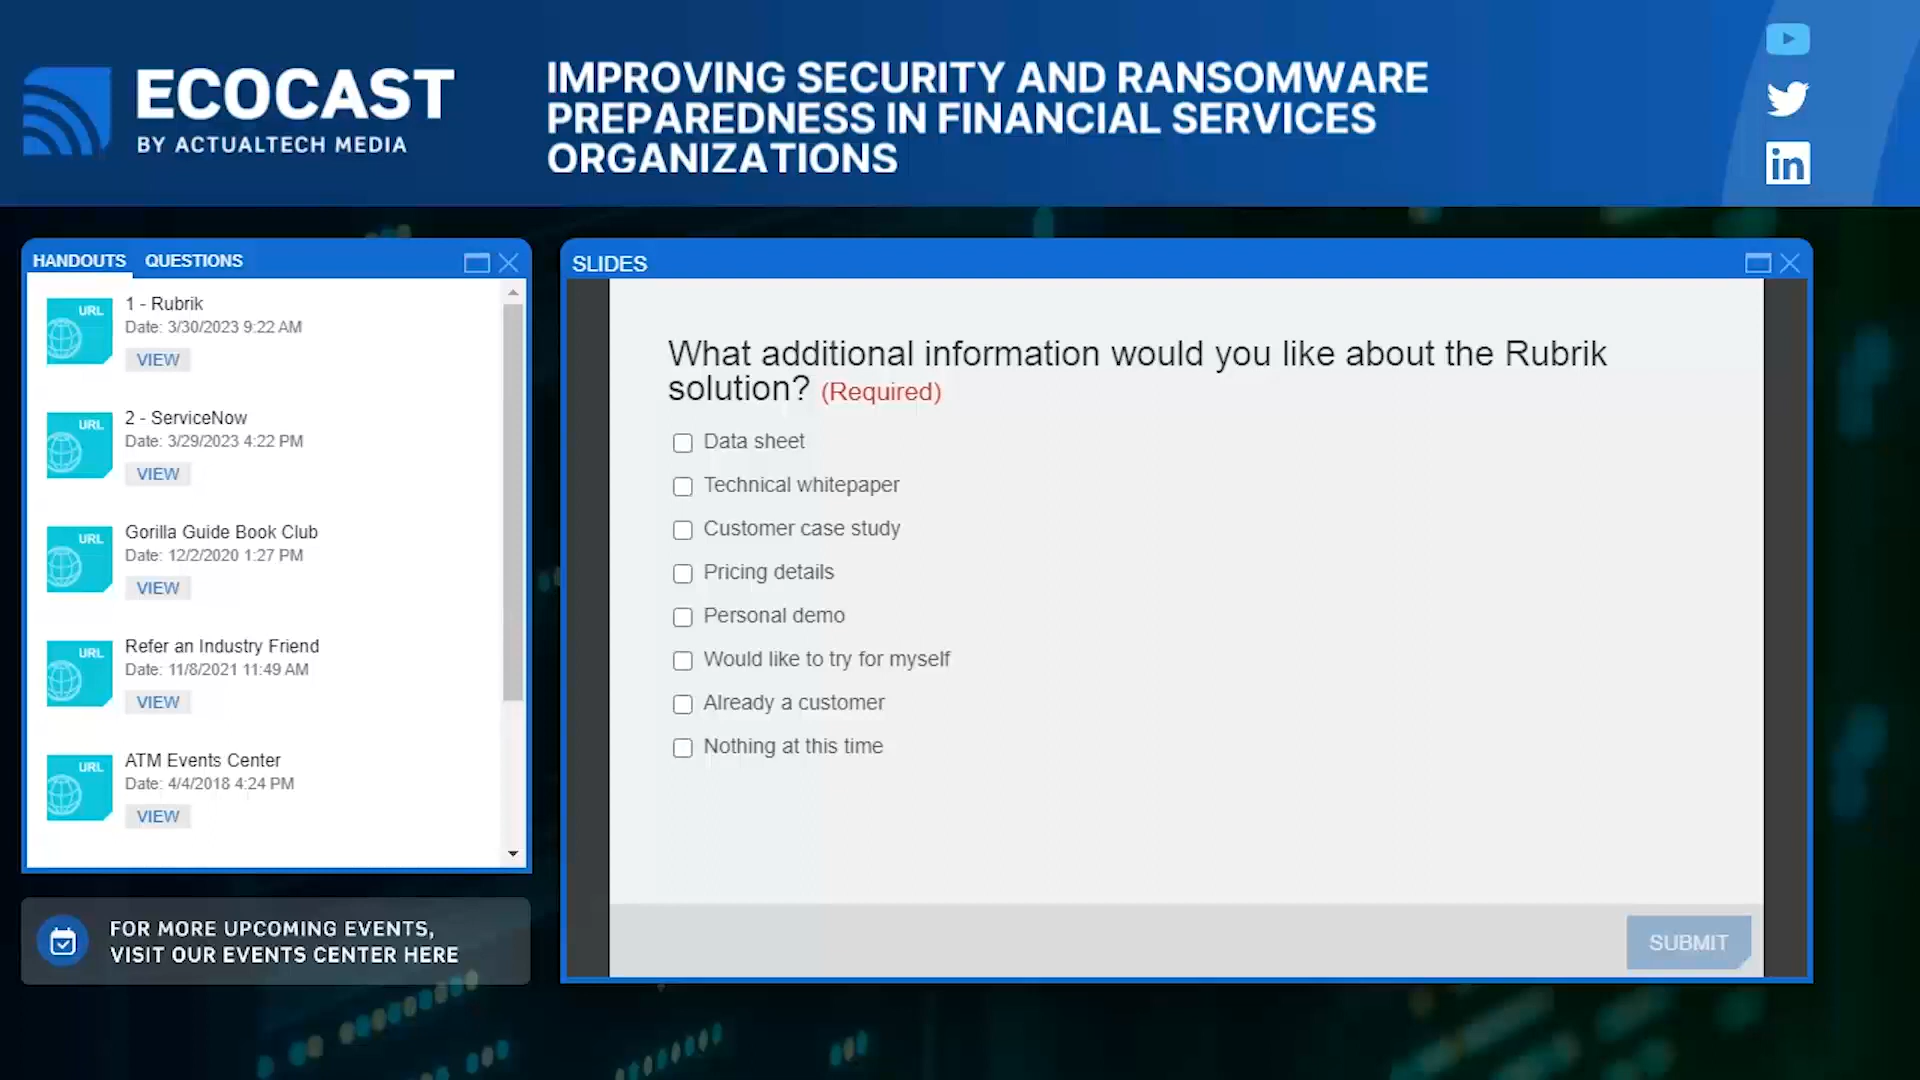 ECOCAST
BY ACTUALTECH MEDIA
IMPROVING SECURITY AND RANSOMWARE
PREPAREDNESS IN FINANCIAL SERVICES
ORGANIZATIONS
in
HANDOUTS QUESTIONS
URL
1 - Rubrik
Date: 3/30/2023 9:22 AM
VIEW
URL
2 - ServiceNow
Date: 3/29/2023 4:22 PM
VIEW
URL
Gorilla Guide Book Club
Date: 12/2/2020 1:27 PM
VIEW
URL
Refer an Industry Friend
Date: 11/8/2021 11:49 AM
VIEW
URL
ATM Events Center
Date: 4/4/2018 4:24 PM
VIEW
FOR MORE UPCOMING EVENTS,
VISIT OUR EVENTS CENTER HERE
SLIDES
What additional information would you like about the Rubrik
solution? (Required)
Data sheet
Technical whitepaper
Customer case study
Pricing details
Personal demo
Would like to try for myself
Already a customer
Nothing at this time
SUBMIT